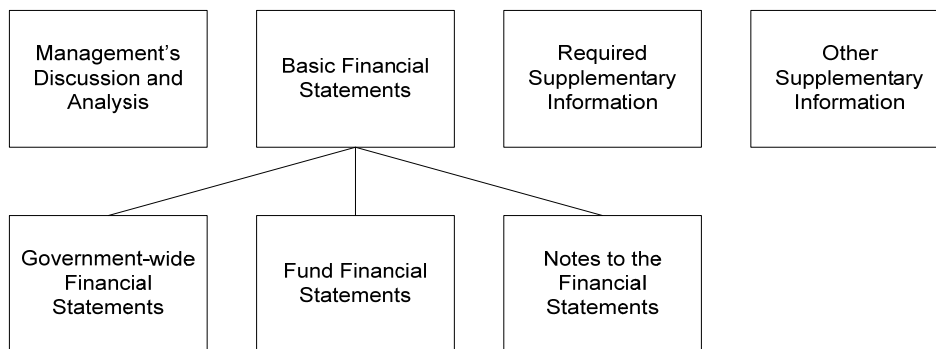 Management’s
Discussion and
Analysis
Basic Financial
Statements
Required
Supplementary
Information
Other
Supplementary
Information
Government-wide
Financial
Statements
Fund Financial
Statements
Notes to the
Financial
Statements